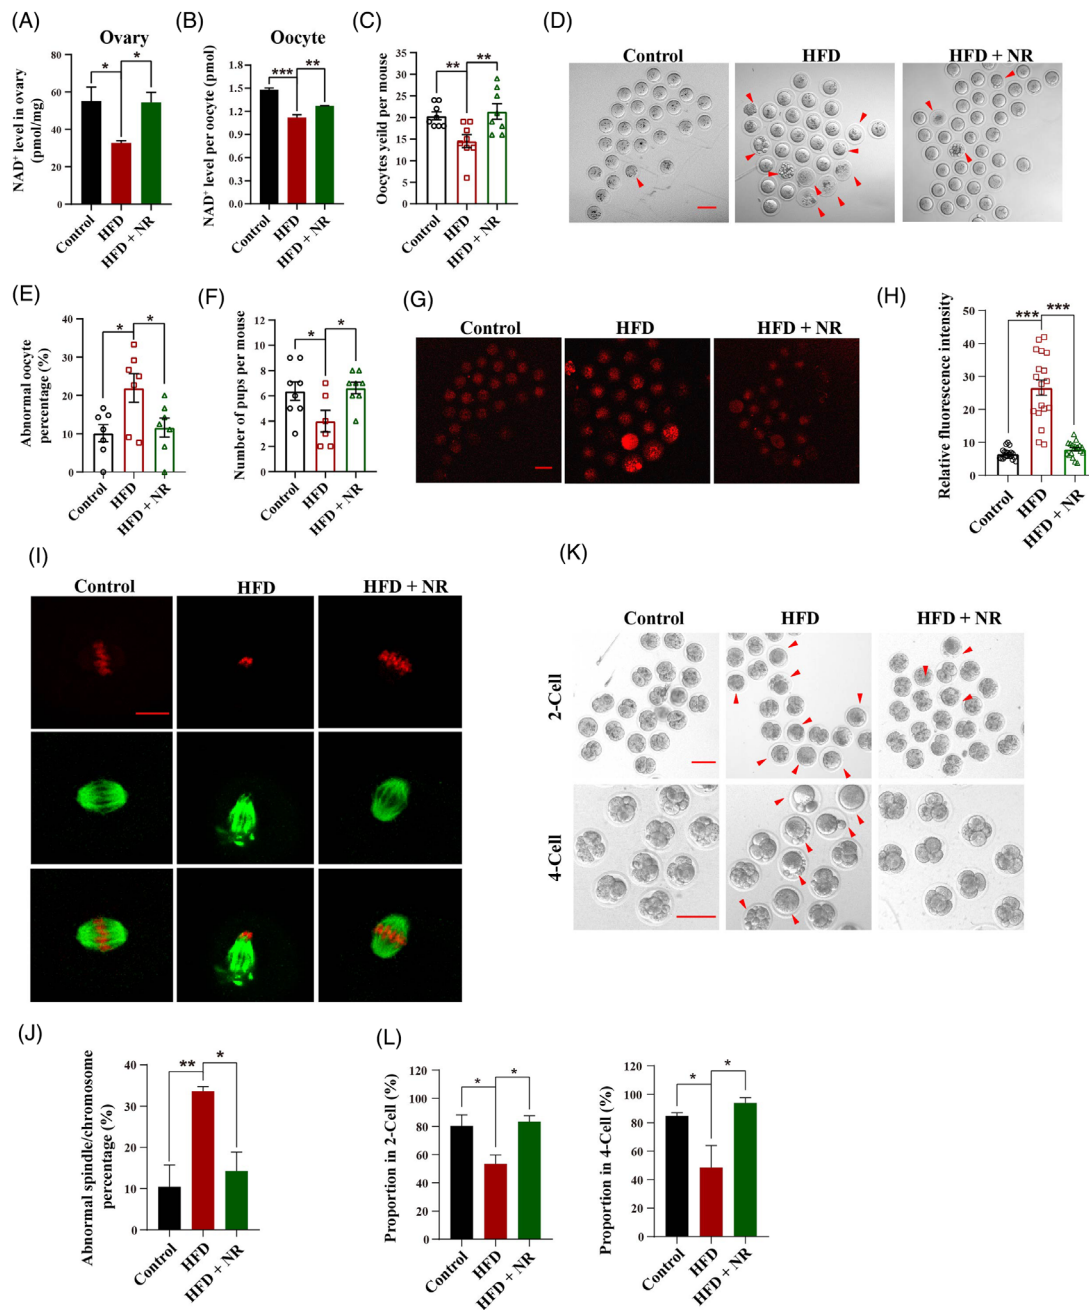 (A)
Ovary
NAD⁺ level in ovary
(pmol/mg)
80
60
40
20
0
*
*
Control
HFD
HFD + NR
(B)
Oocyte
NAD⁺ level per oocyte (pmol)
1.8
1.5
1.2
0.9
0.6
0.3
0.0
***
**
Control
HFD
HFD + NR
(C)
Oocytes yeild per mouse
35
30
25
20
15
10
5
0
**
**
Control
HFD
HFD + NR
(D)
Control
HFD
HFD + NR
(E)
Abnormal oocyte
percentage (%)
40
30
20
10
0
*
*
Control
HFD
HFD + NR
(F)
Number of pups per mouse
12
10
8
6
4
2
0
*
*
Control
HFD
HFD + NR
(G)
Control
HFD
HFD + NR
(H)
Relative fluorescence intensity
50
40
30
20
10
0
***
***
Control
HFD
HFD + NR
(I)
Control
HFD
HFD + NR
(K)
Control
HFD
HFD + NR
2-Cell
4-Cell
(J)
Abnormal spindle/chromosome
percentage (%)
40
30
20
10
0
**
*
Control
HFD
HFD + NR
(L)
Proportion in 2-Cell (%)
120
100
80
60
40
20
0
*
*
Control
HFD
HFD + NR
Proportion in 4-Cell (%)
120
100
80
60
40
20
0
*
*
Control
HFD
HFD + NR